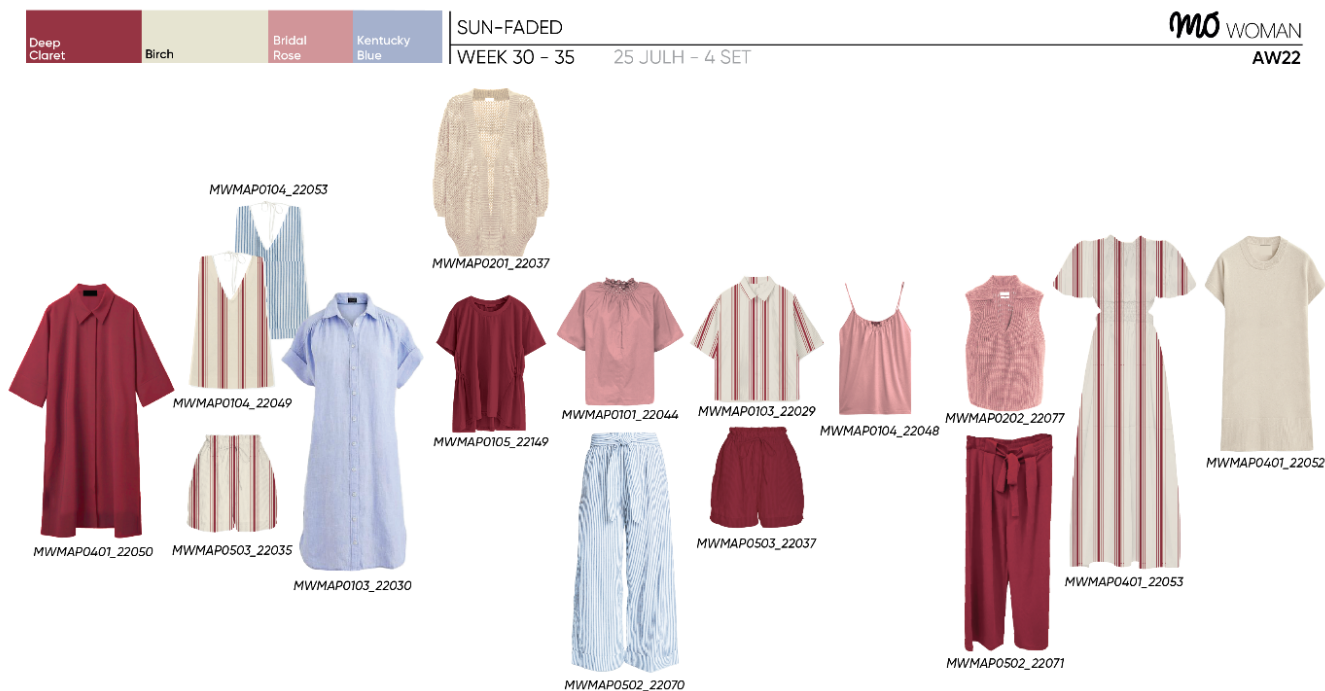 Deep
Claret
Birch
Bridal
Rose
Kentucky
Blue
SUN-FADED
WEEK 30 - 35 25 JULH - 4 SET
MO WOMAN
AW22
MWMAP0104_22053
MWMAP0201_22037
MWMAP0104_22049
MWMAP0105_22149
MWMAP0101_22044
MWMAP0103_22029
MWMAP0104_22048
MWMAP0202_22077
MWMAP0401_22052
MWMAP0401_22050
MWMAP0503_22035
MWMAP0103_22030
MWMAP0503_22037
MWMAP0401_22053
MWMAP0502_22070
MWMAP0502_22071